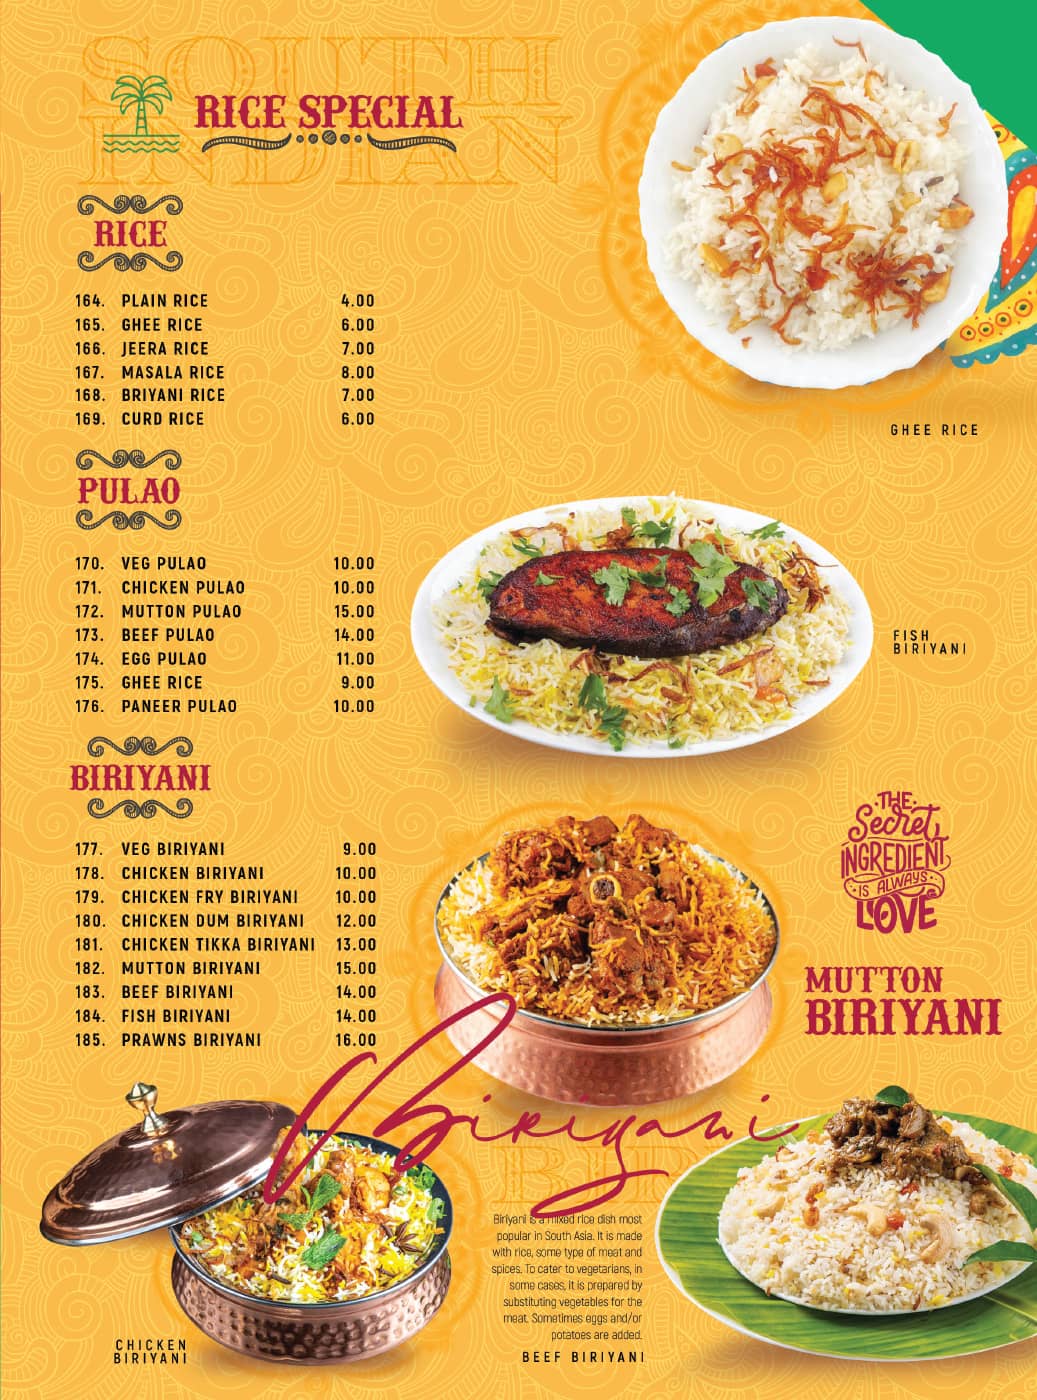 SOUTH
INDIAN
RICE SPECIAL
RICE
164. PLAIN RICE 4.00
165. GHEE RICE 6.00
166. JEERA RICE 7.00
167. MASALA RICE 8.00
168. BRIYANI RICE 7.00
169. CURD RICE 6.00
GHEE RICE
PULAO
170. VEG PULAO 10.00
171. CHICKEN PULAO 10.00
172. MUTTON PULAO 15.00
173. BEEF PULAO 14.00
174. EGG PULAO 11.00
175. GHEE RICE 9.00
176. PANEER PULAO 10.00
FISH
BIRIYANI
BIRIYANI
177. VEG BIRIYANI 9.00
178. CHICKEN BIRIYANI 10.00
179. CHICKEN FRY BIRIYANI 10.00
180. CHICKEN DUM BIRIYANI 12.00
181. CHICKEN TIKKA BIRIYANI 13.00
182. MUTTON BIRIYANI 15.00
183. BEEF BIRIYANI 14.00
184. FISH BIRIYANI 14.00
185. PRAWNS BIRIYANI 16.00
THE
Secret
INGREDIENT
IS ALWAYS
LOVE
MUTTON
BIRIYANI
Biriyani
Biriyani is a mixed rice dish most
popular in South Asia. It is made
with rice, some type of meat and
spices. To cater to vegetarians, in
some cases, it is prepared by
substituting vegetables for the
meat. Sometimes eggs and/or
potatoes are added.
CHICKEN
BIRIYANI
BEEF BIRIYANI